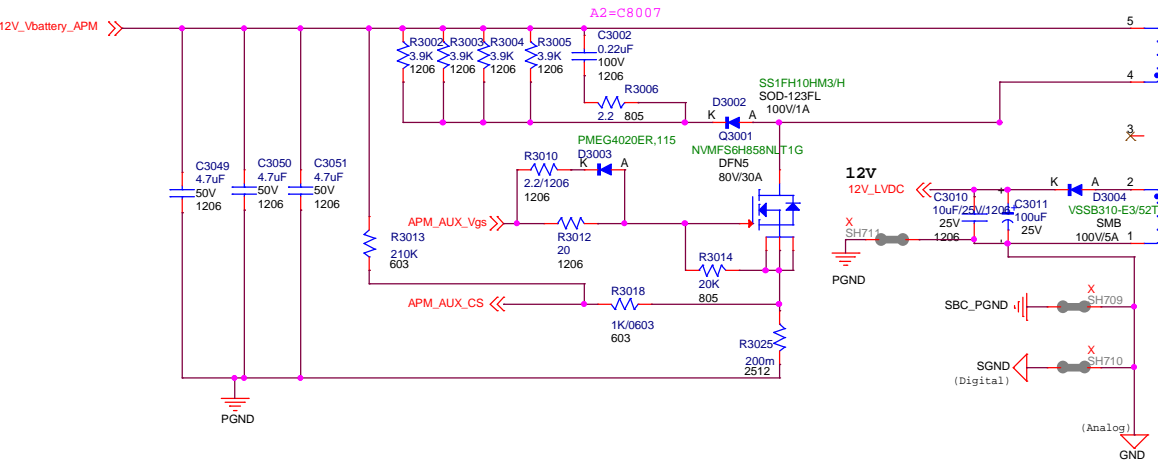 A2=C8007
12V_Vbattery_APM
5
R3002
3.9K
1206
R3003
3.9K
1206
R3004
3.9K
1206
R3005
3.9K
1206
C3002
0.22uF
100V
1206
R3006
2.2 805
SS1FH10HM3/H
SOD-123FL
100V/1A
D3002
K A
4
Q3001
NVMFS6H858NLT1G
DFN5
80V/30A
PMEG4020ER,115
D3003
K A
R3010
2.2/1206
1206
3
C3049
4.7uF
50V
1206
C3050
4.7uF
50V
1206
C3051
4.7uF
50V
1206
12V
12V_LVDC
K A
2
D3004
VSSB310-E3/52T
SMB
100V/5A
1
C3010
10uF/25V/1206
25V
1206
+
C3011
100uF
25V
APM_AUX_Vgs
R3012
20
1206
X
SH711
PGND
R3013
210K
603
R3014
20K
805
APM_AUX_CS
R3018
1K/0603
603
SBC_PGND
X
SH709
R3025
200m
2512
SGND
(Digital)
X
SH710
PGND
(Analog)
GND